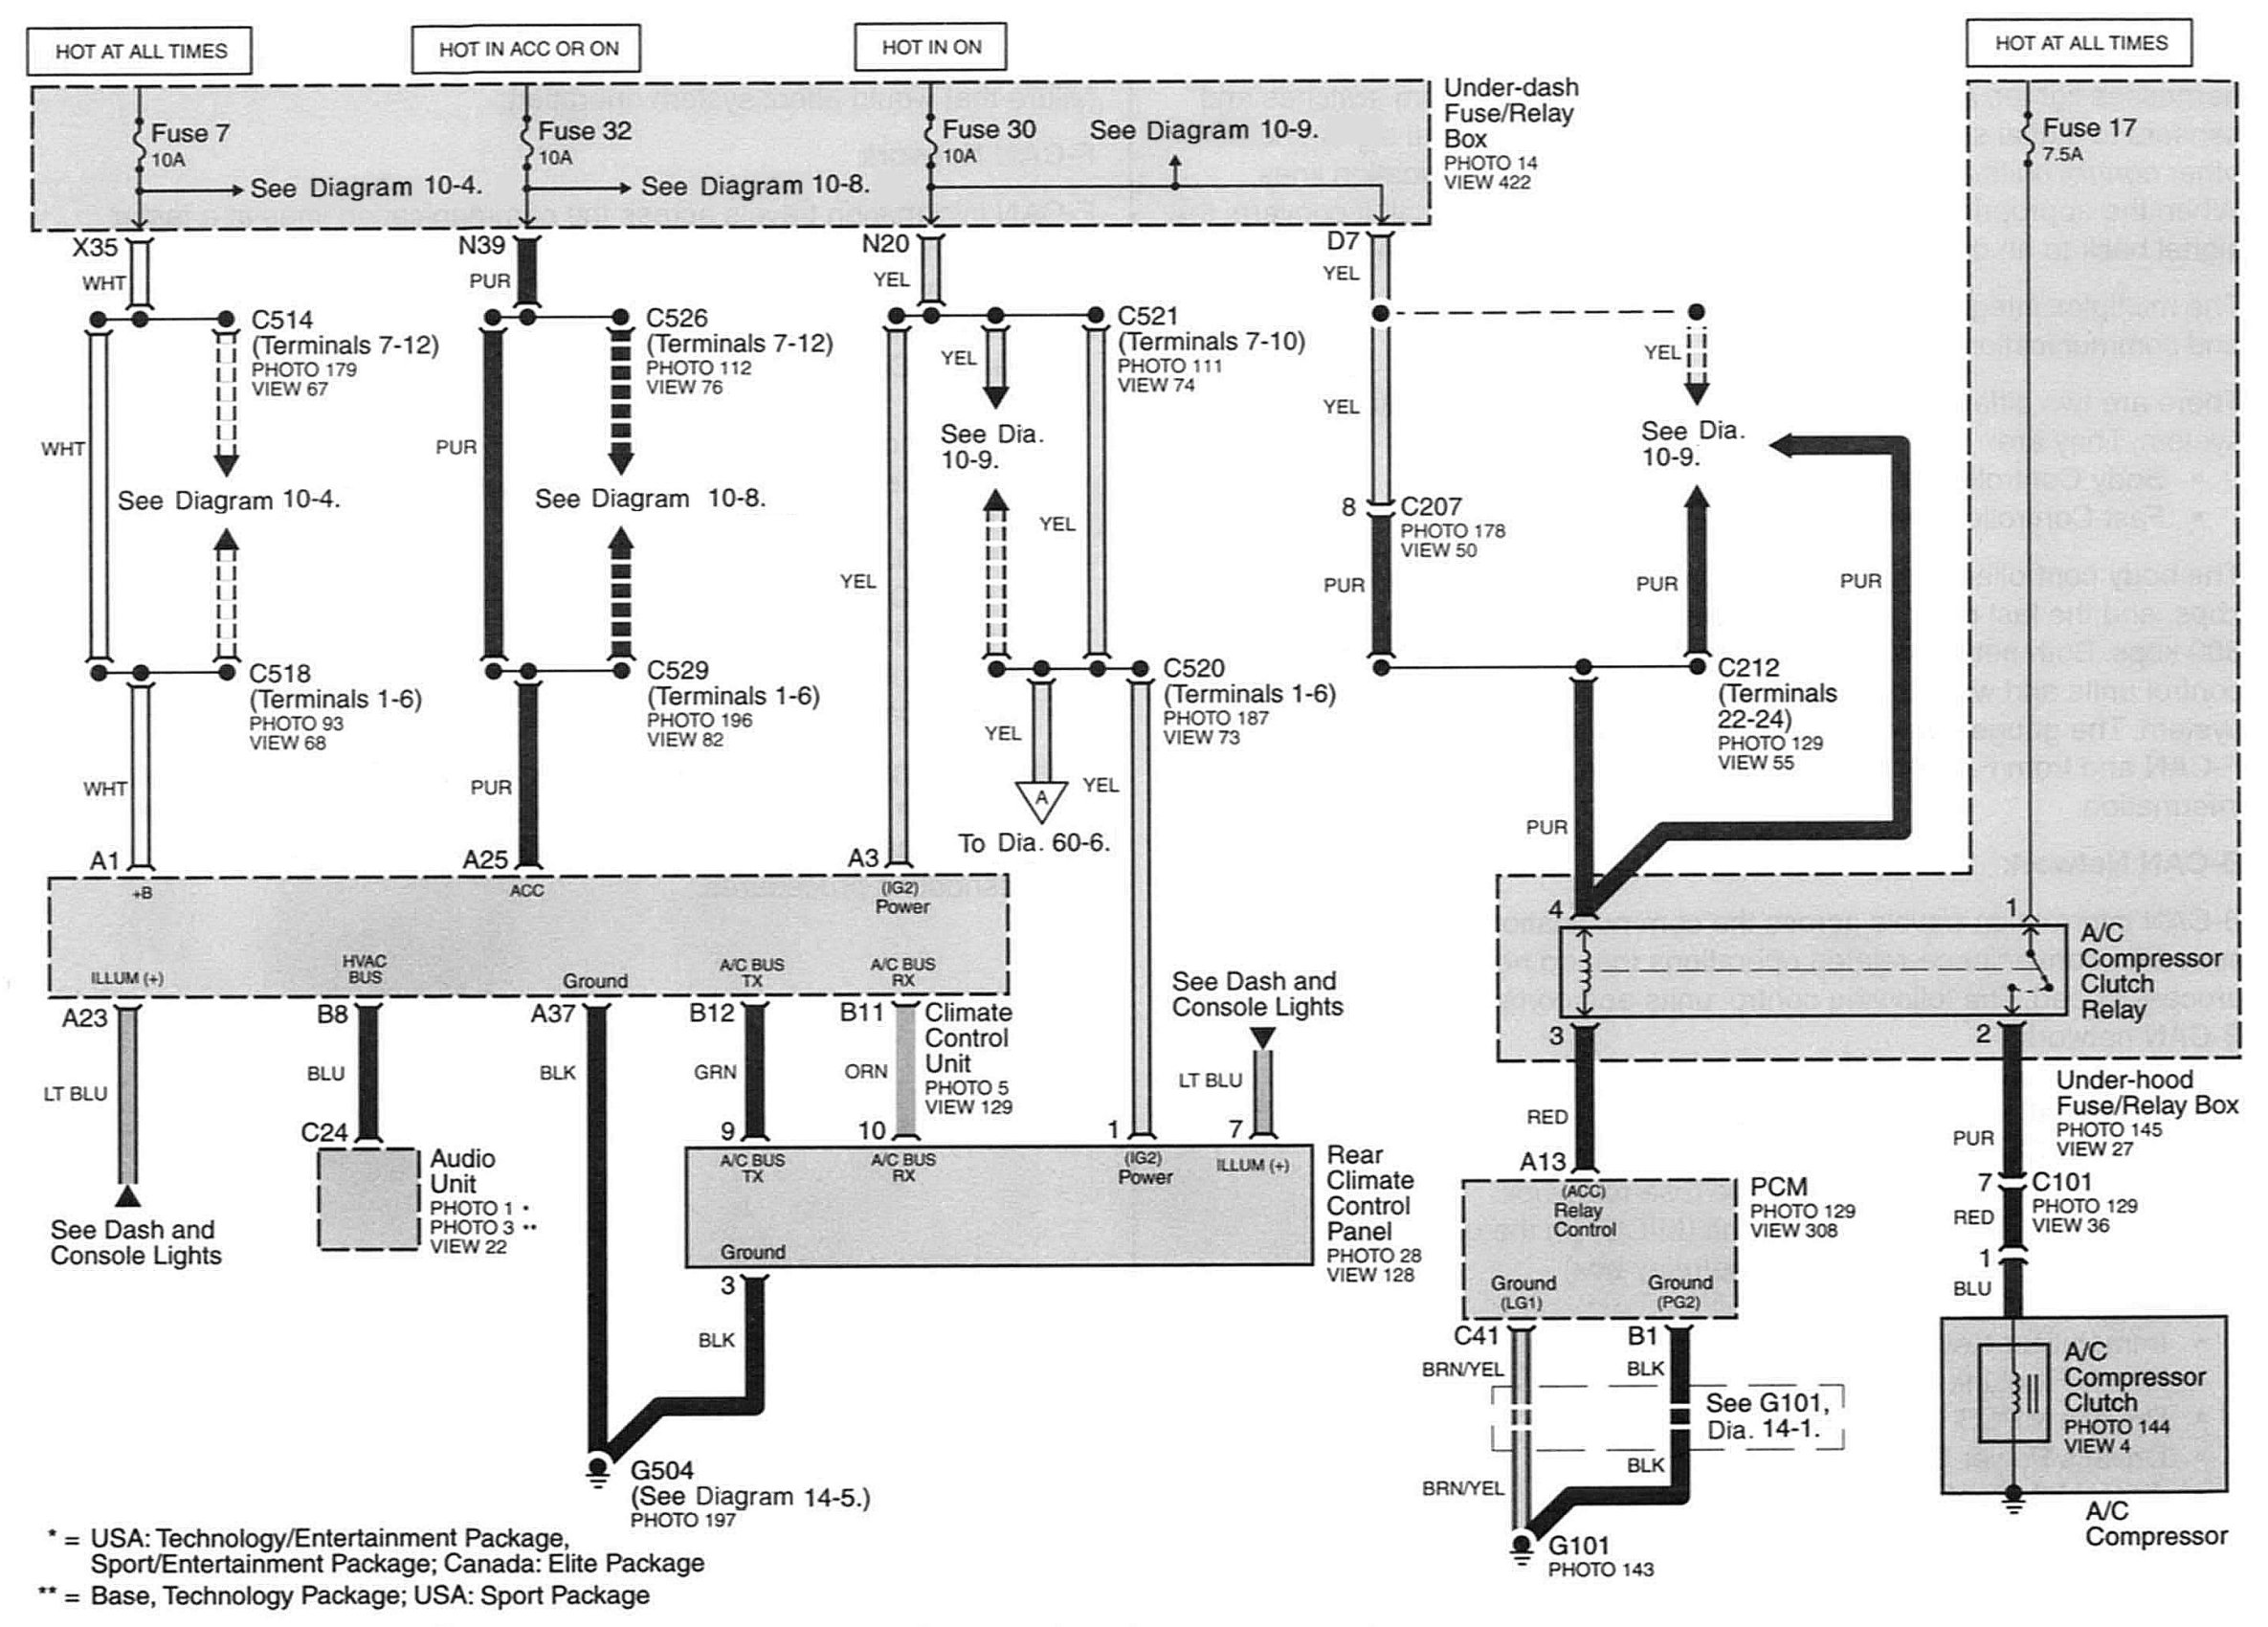 HOT AT ALL TIMES
HOT IN ACC OR ON
HOT IN ON
HOT AT ALL TIMES
Fuse 7
10A
See Diagram 10-4.
Fuse 32
10A
See Diagram 10-8.
Fuse 30
10A
See Diagram 10-9.
Under-dash
Fuse/Relay
Box
PHOTO 14
VIEW 422
Fuse 17
7.5A
X35
WHT
N39
PUR
N20
YEL
D7
YEL
C514
(Terminals 7-12)
PHOTO 179
VIEW 67
C526
(Terminals 7-12)
PHOTO 112
VIEW 76
C521
(Terminals 7-10)
PHOTO 111
VIEW 74
YEL
YEL
WHT
PUR
YEL
See Dia.
10-9.
See Dia.
10-9.
See Diagram 10-4.
See Diagram 10-8.
YEL
YEL
8
C207
PHOTO 178
VIEW 50
PUR
PUR
PUR
C518
(Terminals 1-6)
PHOTO 93
VIEW 68
C529
(Terminals 1-6)
PHOTO 196
VIEW 82
C520
(Terminals 1-6)
PHOTO 187
VIEW 73
C212
(Terminals
22-24)
PHOTO 129
VIEW 55
WHT
PUR
YEL
YEL
A
To Dia. 60-6.
PUR
A1
A25
A3
+B
ACC
(IG2)
Power
ILLUM (+)
HVAC
BUS
Ground
A/C BUS
TX
A/C BUS
RX
4
1
A/C
Compressor
Clutch
Relay
3
2
A23
B8
A37
B12
B11
Climate
Control
Unit
PHOTO 5
VIEW 129
See Dash and
Console Lights
LT BLU
BLU
BLK
GRN
ORN
LT BLU
Under-hood
Fuse/Relay Box
PHOTO 145
VIEW 27
RED
PUR
C24
9
10
1
7
A13
7
C101
PHOTO 129
VIEW 36
Audio
Unit
PHOTO 1 *
PHOTO 3 **
VIEW 22
A/C BUS
TX
A/C BUS
RX
(IG2)
Power
ILLUM (+)
Ground
Rear
Climate
Control
Panel
PHOTO 28
VIEW 128
(ACC)
Relay
Control
Ground
(LG1)
Ground
(PG2)
PCM
PHOTO 129
VIEW 308
RED
1
BLU
See Dash and
Console Lights
3
BLK
C41
B1
BRN/YEL
BLK
See G101,
Dia. 14-1.
A/C
Compressor
Clutch
PHOTO 144
VIEW 4
BRN/YEL
BLK
G504
(See Diagram 14-5.)
PHOTO 197
G101
PHOTO 143
A/C
Compressor
* = USA: Technology/Entertainment Package,
Sport/Entertainment Package; Canada: Elite Package
** = Base, Technology Package; USA: Sport Package